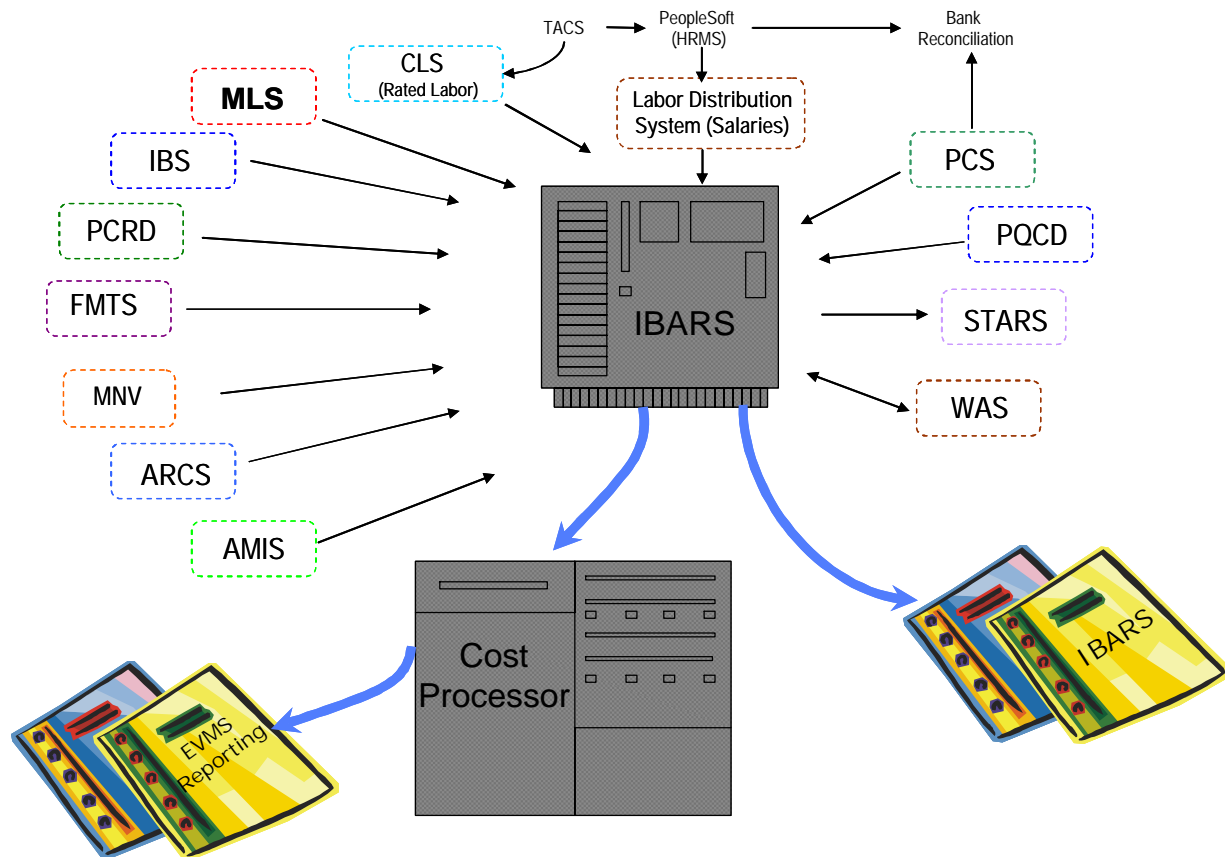 TACS
PeopleSoft
(HRMS)
Bank
Reconciliation
CLS
(Rated Labor)
MLS
Labor Distribution
System (Salaries)
IBS
PCS
PCRD
PQCD
FMTS
IBARS
STARS
MNV
WAS
ARCS
AMIS
Cost
Processor
IBARS
EVMS
Reporting